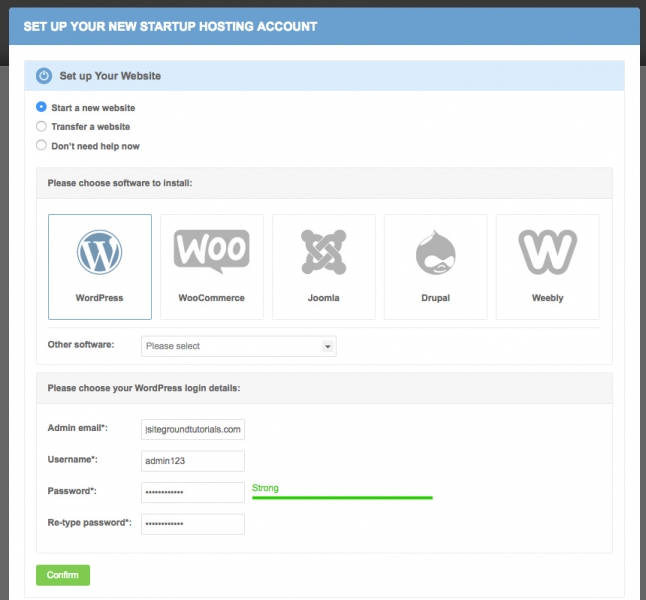 SET UP YOUR NEW STARTUP HOSTING ACCOUNT
Set up Your Website
Start a new website
Transfer a website
Don't need help now
Please choose software to install:
W
WOO
W
WordPress
WooCommerce
Joomla
Drupal
Weebly
Other software:
Please select
Please choose your WordPress login details:
Admin email*:
sitegroundtutorials.com
Username*:
admin123
Password*:
••••••••••••
Strong
Re-type password*:
••••••••••••
Confirm